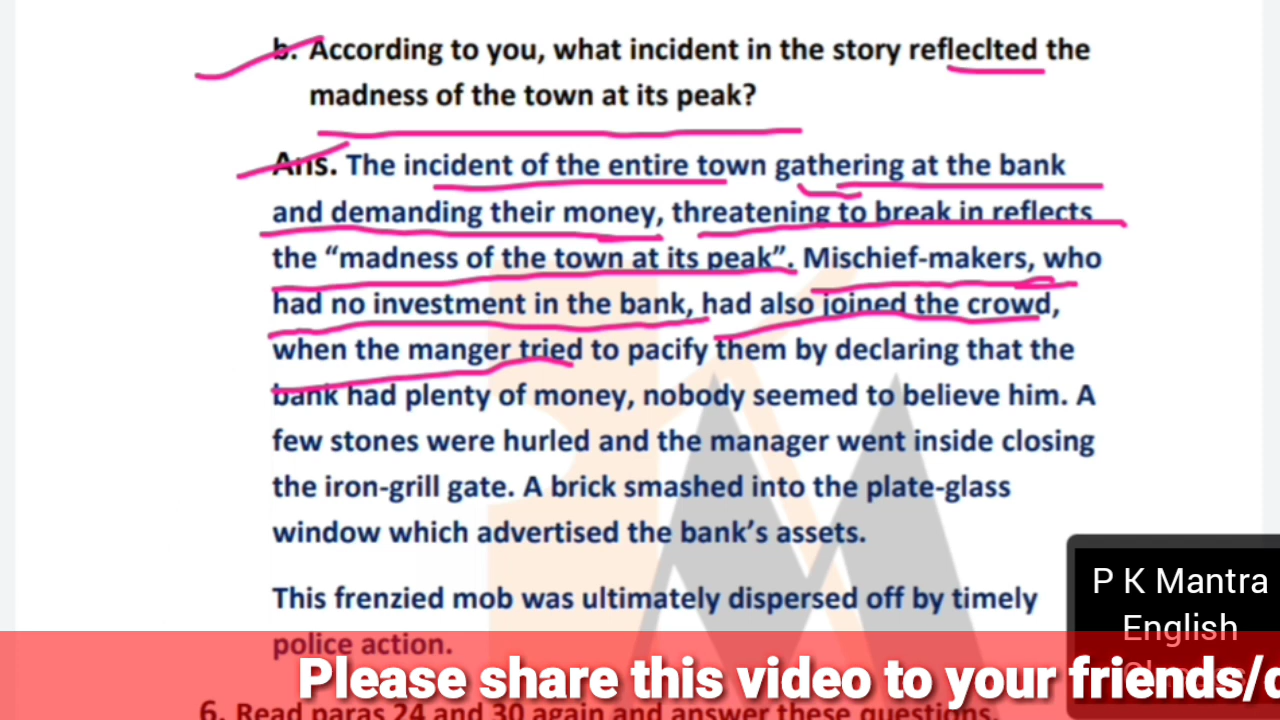 b. According to you, what incident in the story refleclted the
madness of the town at its peak?
Ans. The incident of the entire town gathering at the bank
and demanding their money, threatening to break in reflects
the “madness of the town at its peak”. Mischief-makers, who
had no investment in the bank, had also joined the crowd,
when the manger tried to pacify them by declaring that the
bank had plenty of money, nobody seemed to believe him. A
few stones were hurled and the manager went inside closing
the iron-grill gate. A brick smashed into the plate-glass
window which advertised the bank’s assets.
This frenzied mob was ultimately dispersed off by timely
police action.
P K Mantra
English
Please share this video to your friends/
6. Read paras 24 and 30 again and answer these questions.